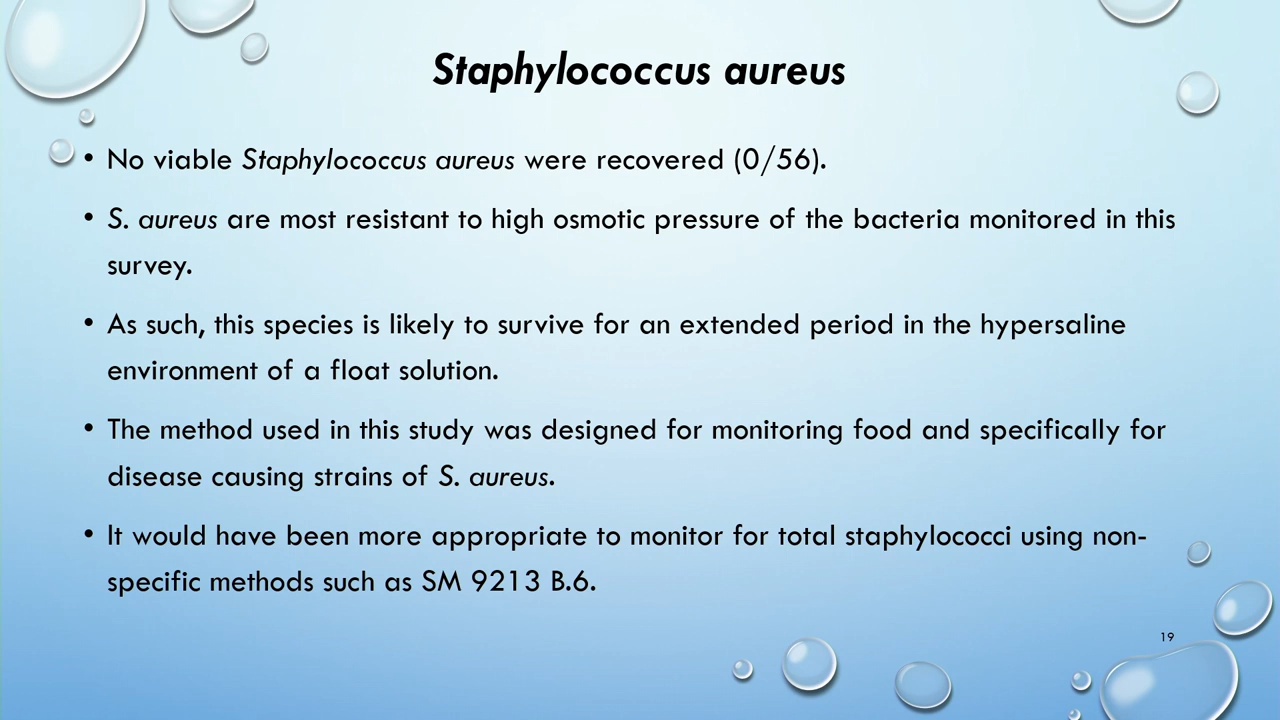 Staphylococcus aureus
• No viable Staphylococcus aureus were recovered (0/56).
• S. aureus are most resistant to high osmotic pressure of the bacteria monitored in this
survey.
• As such, this species is likely to survive for an extended period in the hypersaline
environment of a float solution.
• The method used in this study was designed for monitoring food and specifically for
disease causing strains of S. aureus.
• It would have been more appropriate to monitor for total staphylococci using non-
specific methods such as SM 9213 B.6.
19